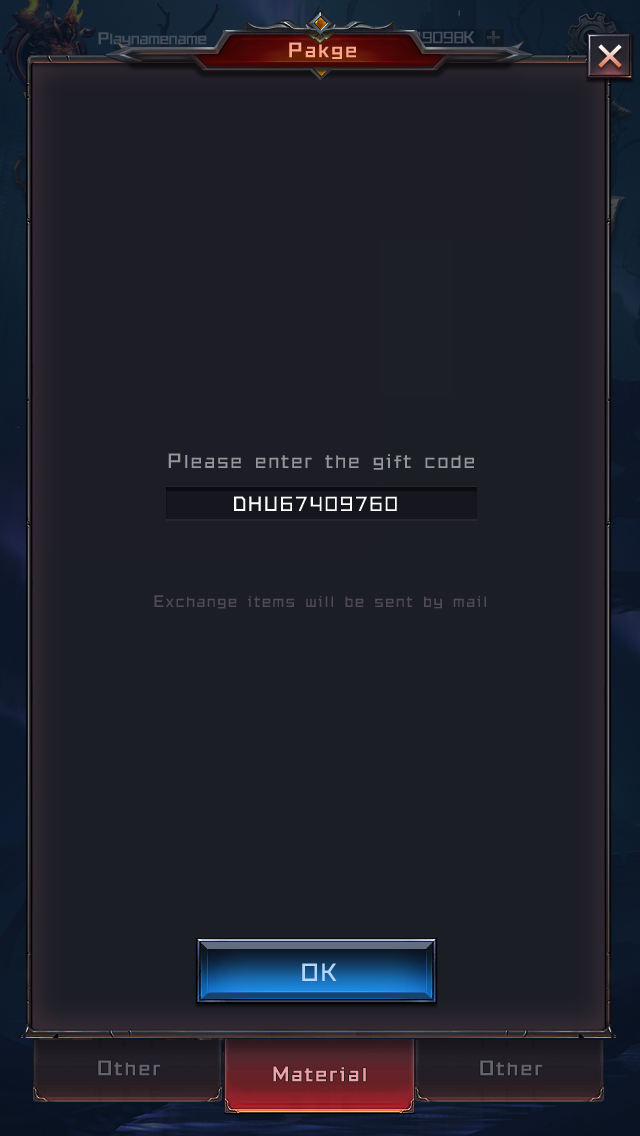 Playnamename
9098K
Pakge
Please enter the gift code
DHU67409760
Exchange items will be sent by mail
OK
Other
Material
Other